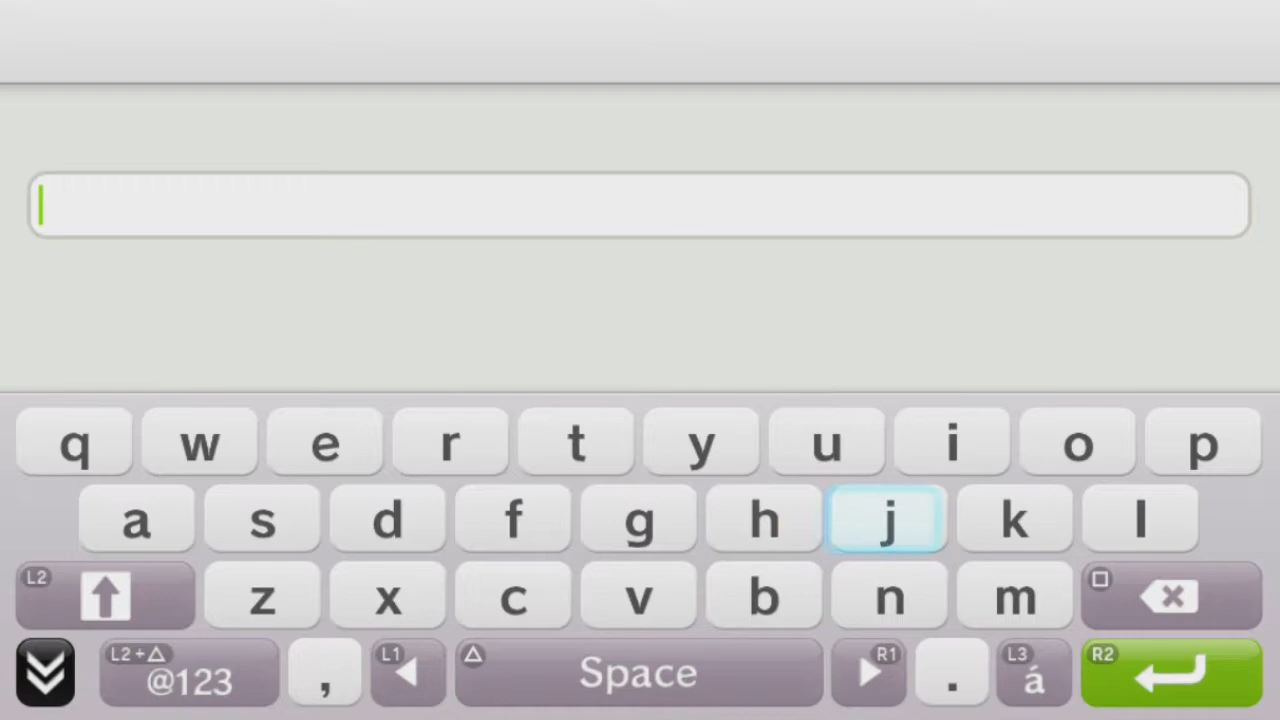 q w e r t y u i o p
a s d f g h j k l
L2 z x c v b n m
L2 + △ @123 , L1 △ Space R1 . L3 á R2